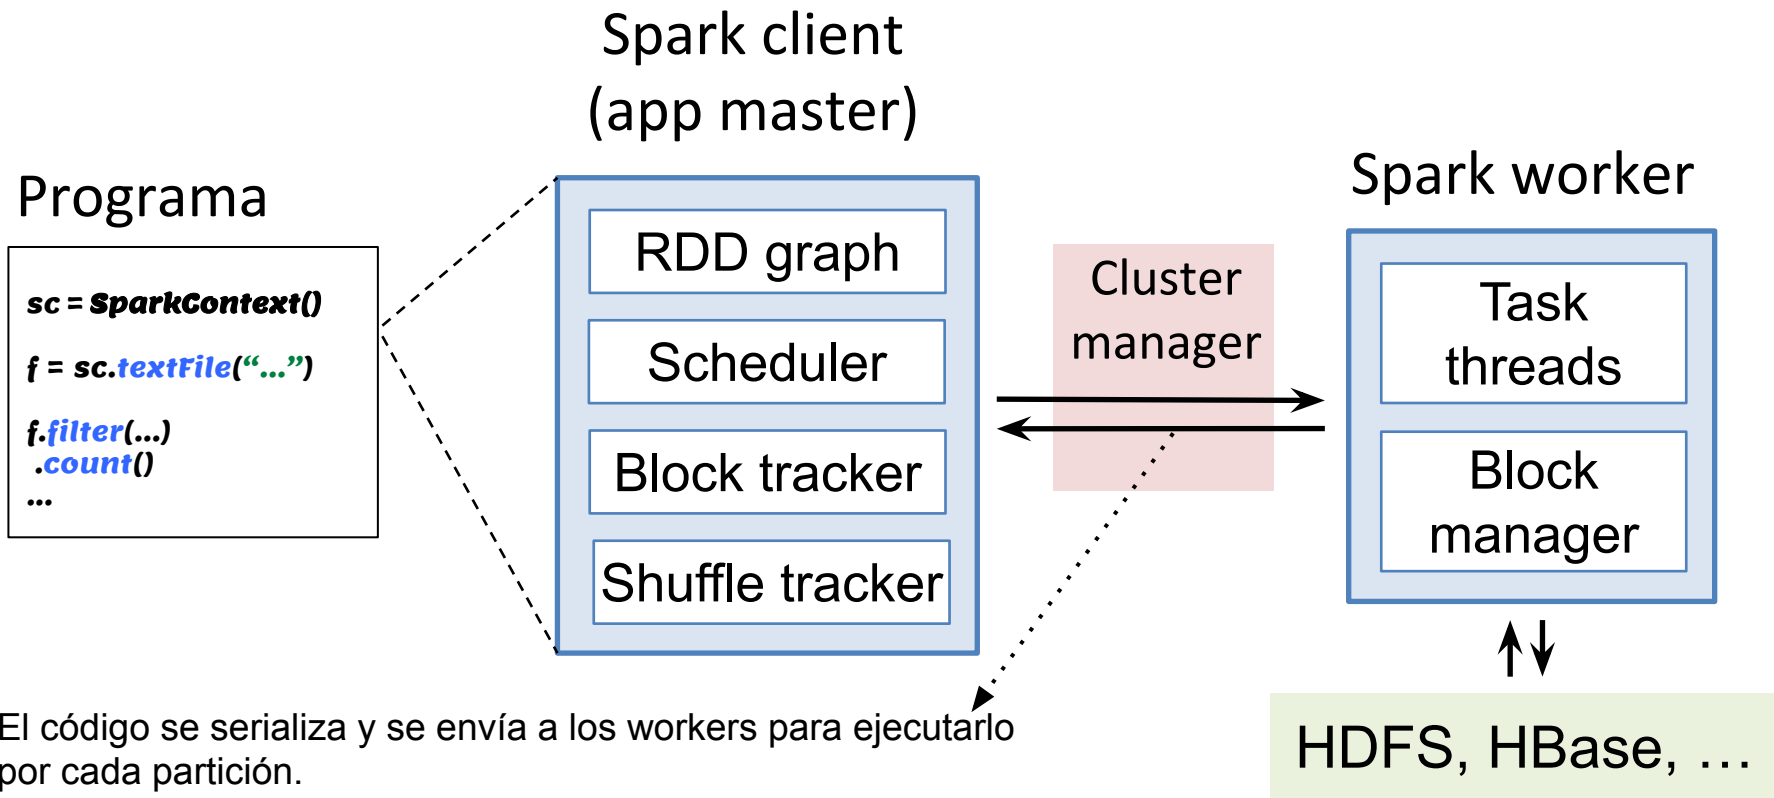 Spark client
(app master)
Programa
sc = SparkContext()
f = sc.textFile(“...”)
f.filter(...)
.count()
...
RDD graph
Scheduler
Block tracker
Shuffle tracker
Cluster
manager
Spark worker
Task
threads
Block
manager
HDFS, HBase, …
El código se serializa y se envía a los workers para ejecutarlo
por cada partición.